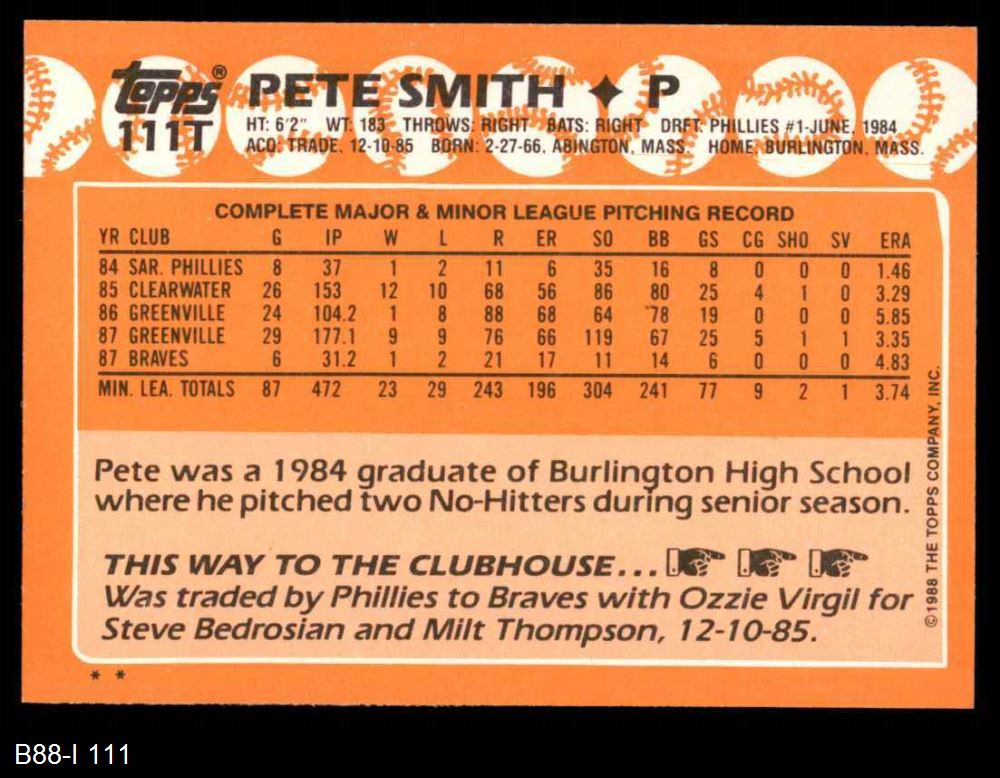 topps® PETE SMITH ✦ P
111T HT: 6'2" WT: 183 THROWS: RIGHT BATS: RIGHT DRFT: PHILLIES #1-JUNE, 1984
ACQ: TRADE, 12-10-85 BORN: 2-27-66, ABINGTON, MASS. HOME: BURLINGTON, MASS.
COMPLETE MAJOR & MINOR LEAGUE PITCHING RECORD
YR CLUB G IP W L R ER SO BB GS CG SHO SV ERA
84 SAR. PHILLIES 8 37 1 2 11 6 35 16 8 0 0 0 1.46
85 CLEARWATER 26 153 12 10 68 56 86 80 25 4 1 0 3.29
86 GREENVILLE 24 104.2 1 8 88 68 64 78 19 0 0 0 5.85
87 GREENVILLE 29 177.1 9 9 76 66 119 67 25 5 1 1 3.35
87 BRAVES 6 31.2 1 2 21 17 11 14 6 0 0 0 4.83
MIN. LEA. TOTALS 87 472 23 29 243 196 304 241 77 9 2 1 3.74
Pete was a 1984 graduate of Burlington High School
where he pitched two No-Hitters during senior season.
THIS WAY TO THE CLUBHOUSE...
Was traded by Phillies to Braves with Ozzie Virgil for
Steve Bedrosian and Milt Thompson, 12-10-85.
©1988 THE TOPPS COMPANY, INC.
* *
B88-I 111